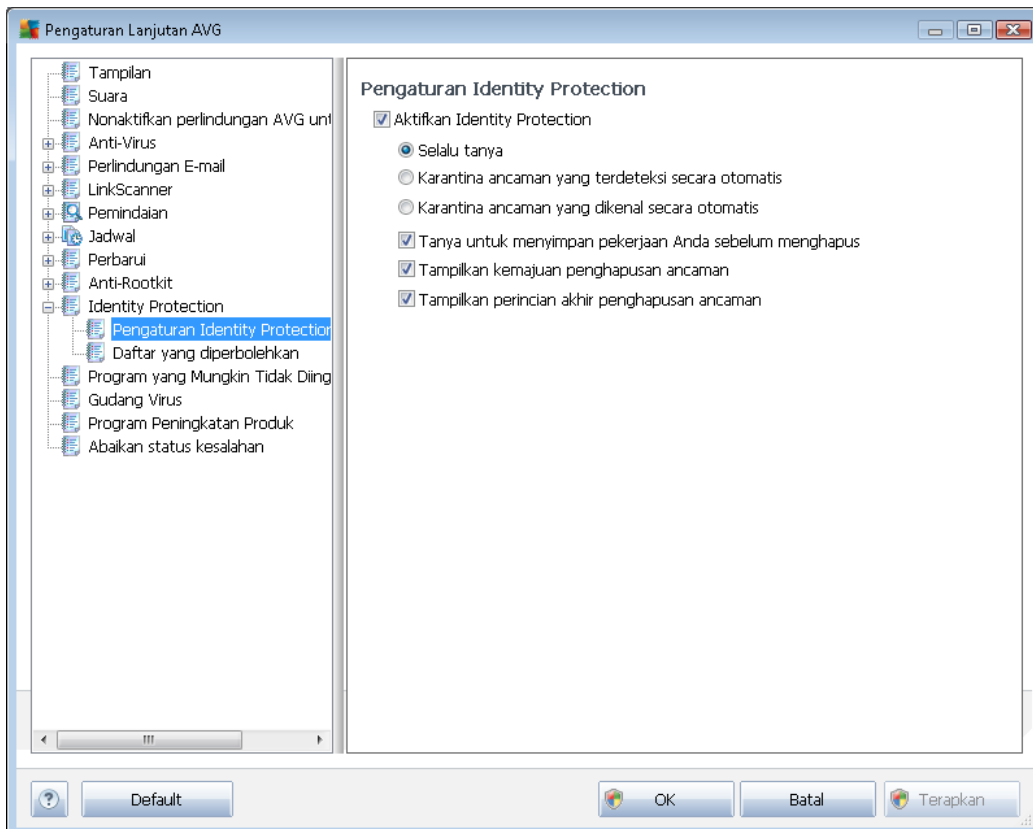 Pengaturan Lanjutan AVG
Tampilan
Suara
Nonaktifkan perlindungan AVG unt
Anti-Virus
Perlindungan E-mail
LinkScanner
Pemindaian
Jadwal
Perbarui
Anti-Rootkit
Identity Protection
Pengaturan Identity Protection
Daftar yang diperbolehkan
Program yang Mungkin Tidak Diing
Gudang Virus
Program Peningkatan Produk
Abaikan status kesalahan
Pengaturan Identity Protection
Aktifkan Identity Protection
Selalu tanya
Karantina ancaman yang terdeteksi secara otomatis
Karantina ancaman yang dikenal secara otomatis
Tanya untuk menyimpan pekerjaan Anda sebelum menghapus
Tampilkan kemajuan penghapusan ancaman
Tampilkan perincian akhir penghapusan ancaman
? Default OK Batal Terapkan